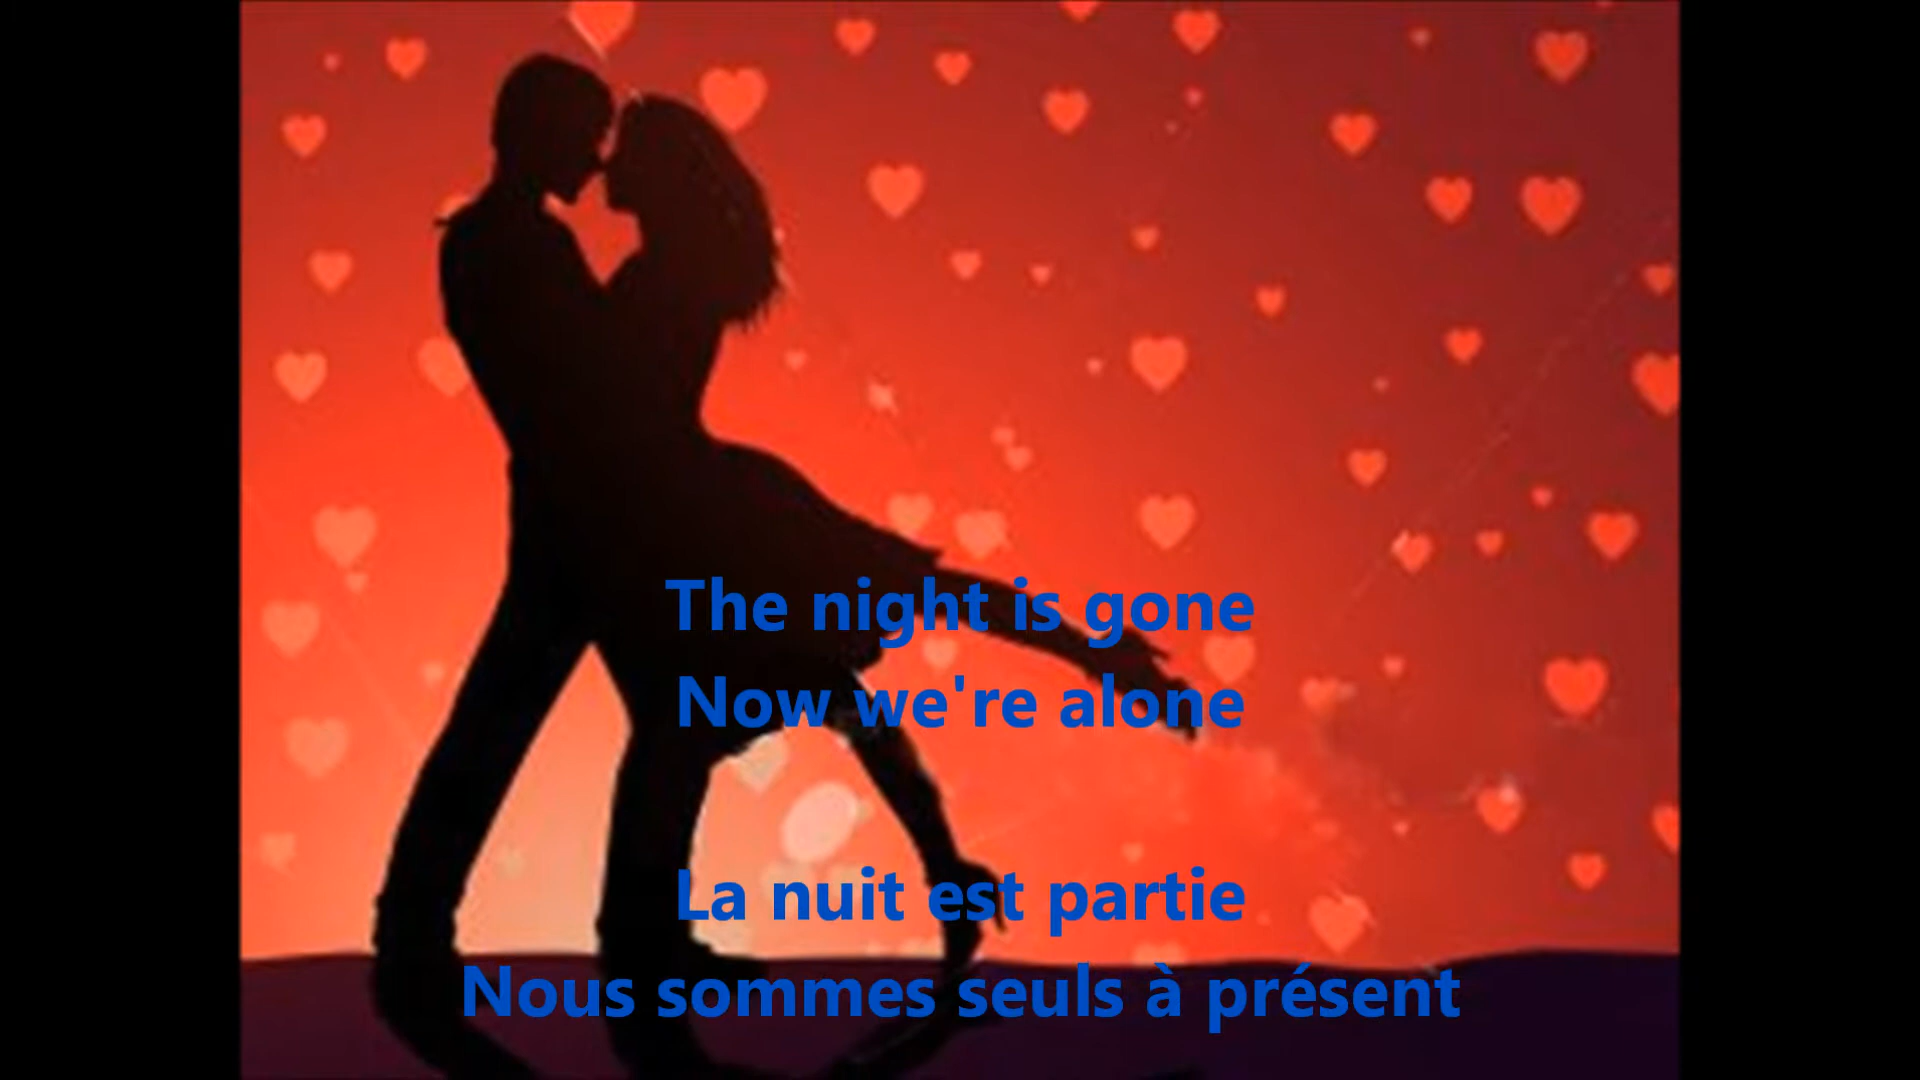 The night is gone
Now we're alone
La nuit est partie
Nous sommes seuls à présent